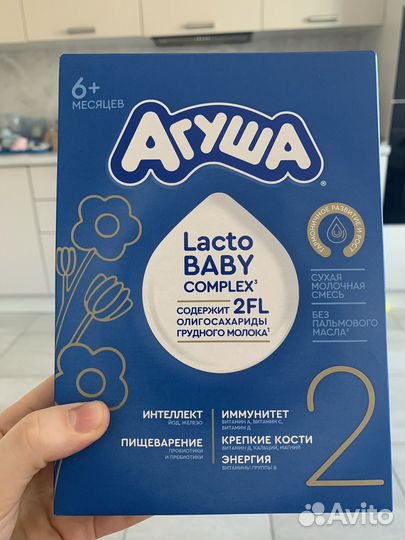 6+
МЕСЯЦЕВ
АГУША
®
ГАРМОНИЧНОЕ РАЗВИТИЕ И РОСТ
Lacto
BABY
COMPLEX³
СОДЕРЖИТ 2FL
ОЛИГОСАХАРИДЫ
ГРУДНОГО МОЛОКА¹
СУХАЯ
МОЛОЧНАЯ
СМЕСЬ
БЕЗ
ПАЛЬМОВОГО
МАСЛА²
2
ИНТЕЛЛЕКТ
ЙОД, ЖЕЛЕЗО
ПИЩЕВАРЕНИЕ
ПРОБИОТИКИ
И ПРЕБИОТИКИ
ИММУНИТЕТ
ВИТАМИН А, ВИТАМИН С,
ВИТАМИН Д
КРЕПКИЕ КОСТИ
ВИТАМИН Д, КАЛЬЦИЙ, МАГНИЙ
ЭНЕРГИЯ
ВИТАМИНЫ ГРУППЫ В
Avito